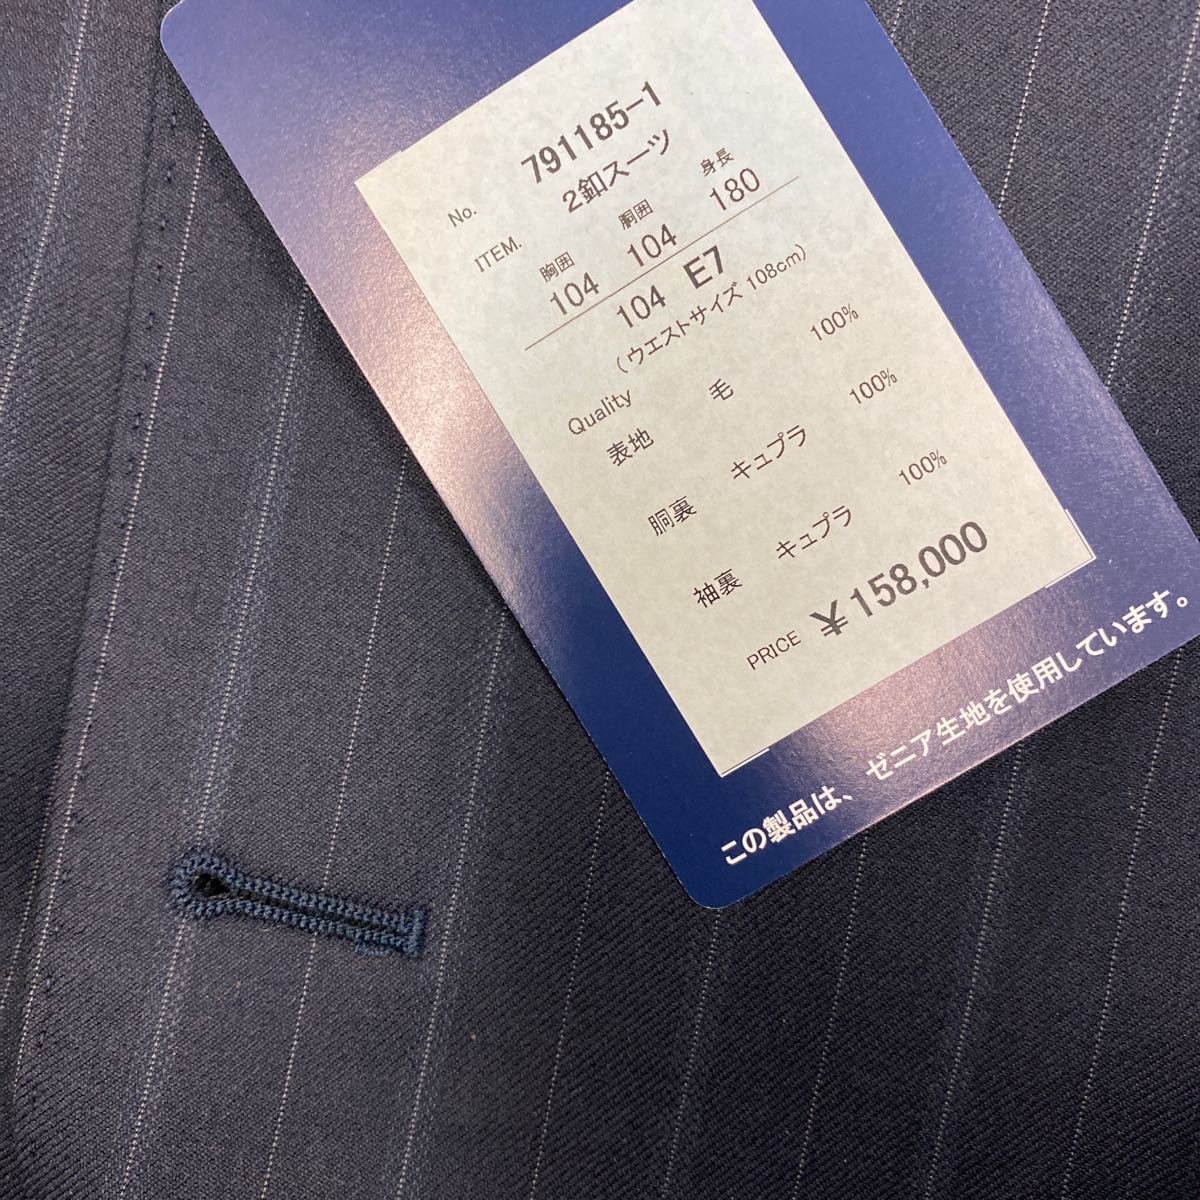 No. 791185-1
ITEM. 2釦スーツ
胸囲 胴囲 身長
104 104 180
104 E7
(ウエストサイズ 108cm)
Quality
表地 毛 100%
胴裏 キュプラ 100%
袖裏 キュプラ 100%
PRICE ¥158,000
この製品は、ゼニア生地を使用しています。